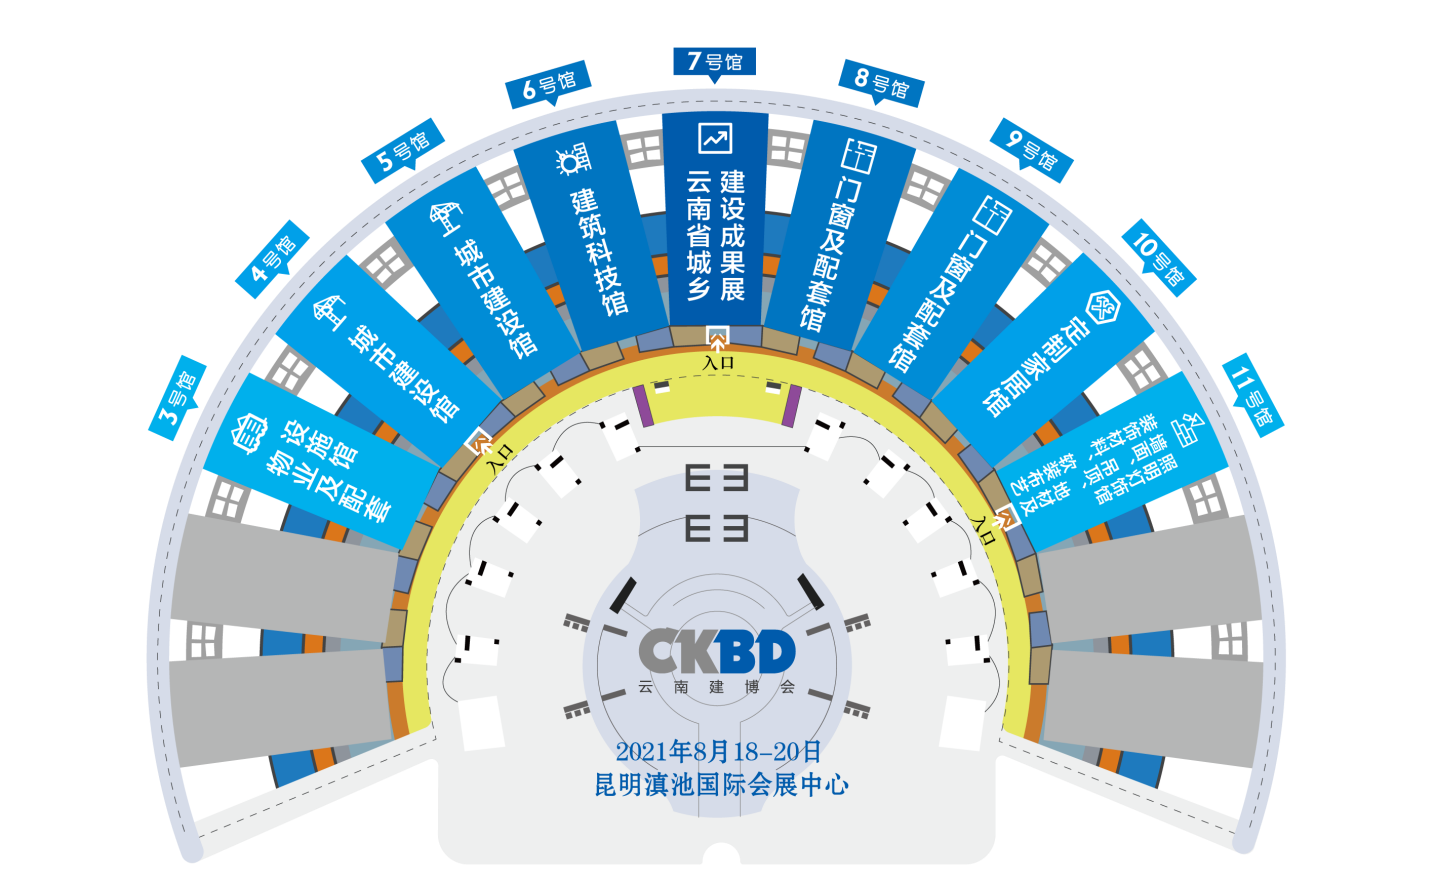 3号馆
物业及配套
设施馆
4号馆
城市建设馆
5号馆
城市建设馆
6号馆
建筑科技馆
7号馆
云南省城乡
建设成果展
8号馆
门窗及配套馆
9号馆
门窗及配套馆
10号馆
定制家居馆
11号馆
照明灯饰馆
墙面、吊顶、地材及
装饰材料、软装布艺
入口
入口
入口
CKBD
云南建博会
2021年8月18-20日
昆明滇池国际会展中心